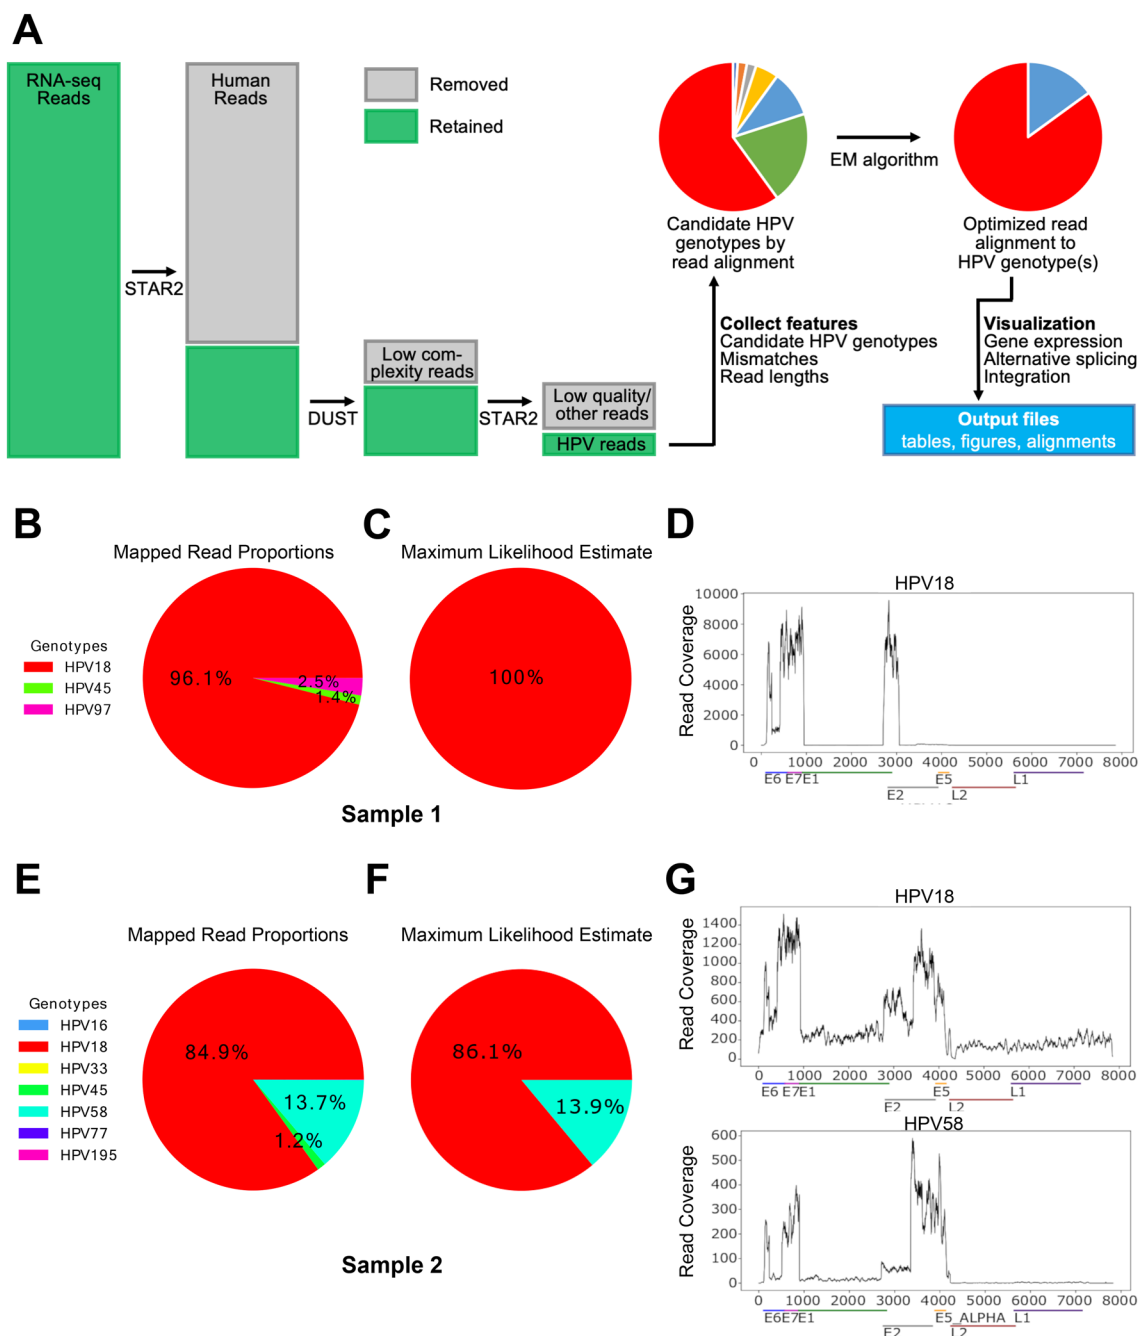 A
RNA-seq
Reads
Human
Reads
Removed
Retained
STAR2
Low com-
plexity reads
DUST
STAR2
Low quality/
other reads
HPV reads
Candidate HPV
genotypes by
read alignment
EM algorithm
Optimized read
alignment to
HPV genotype(s)
Collect features
Candidate HPV genotypes
Mismatches
Read lengths
Visualization
Gene expression
Alternative splicing
Integration
Output files
tables, figures, alignments
B
Mapped Read Proportions
Genotypes
HPV18
HPV45
HPV97
96.1%
2.5%
1.4%
C
Maximum Likelihood Estimate
100%
Sample 1
D
HPV18
Read Coverage
10000
8000
6000
4000
2000
0
0 1000 2000 3000 4000 5000 6000 7000 8000
E6 E7E1 E5 L1
E2 L2
E
Mapped Read Proportions
Genotypes
HPV16
HPV18
HPV33
HPV45
HPV58
HPV77
HPV195
84.9%
13.7%
1.2%
F
Maximum Likelihood Estimate
86.1%
13.9%
Sample 2
G
HPV18
Read Coverage
1400
1200
1000
800
600
400
200
0
0 1000 2000 3000 4000 5000 6000 7000 8000
E6 E7E1 E5 L1
E2 L2
HPV58
Read Coverage
600
500
400
300
200
100
0
0 1000 2000 3000 4000 5000 6000 7000 8000
E6E7E1 E5_ALPHA L1
E2 L2